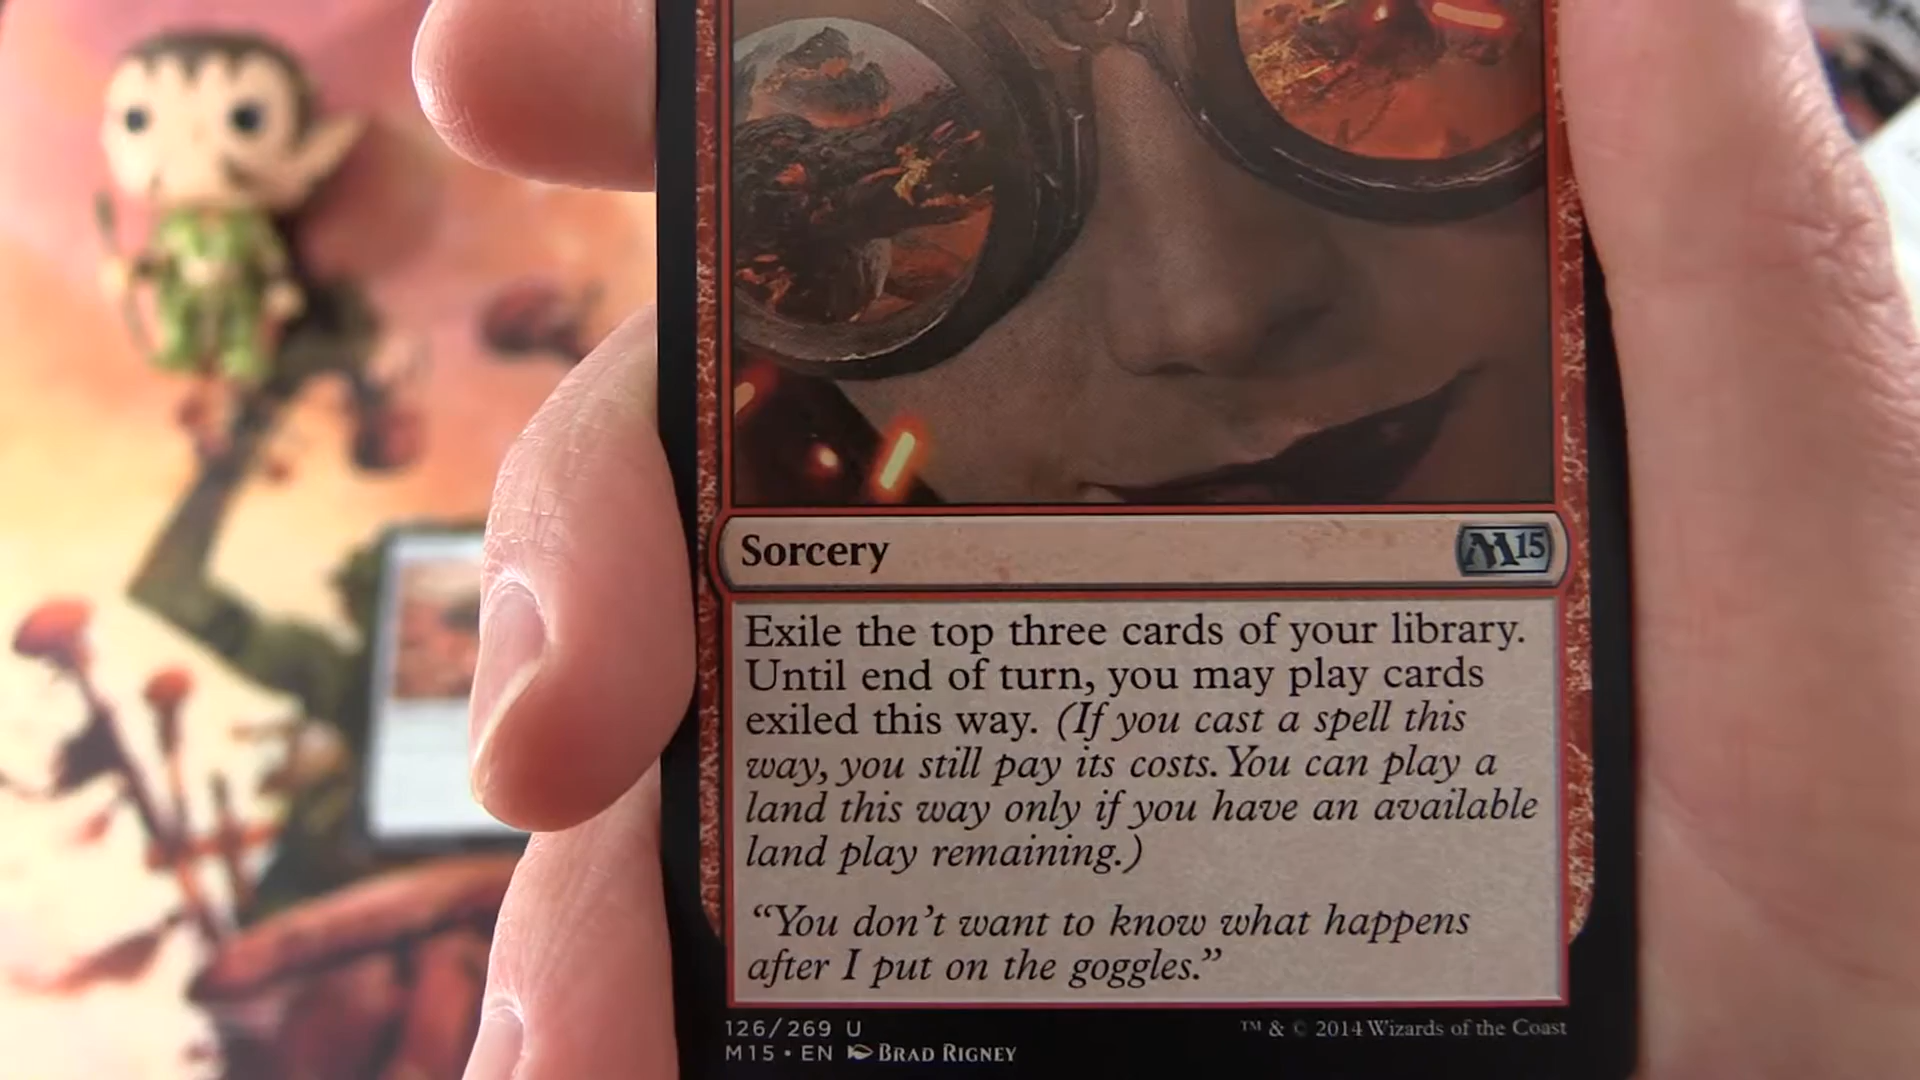 Sorcery
M15
Exile the top three cards of your library.
Until end of turn, you may play cards
exiled this way. (If you cast a spell this
way, you still pay its costs. You can play a
land this way only if you have an available
land play remaining.)
“You don’t want to know what happens
after I put on the goggles.”
126/269 U
™ & © 2014 Wizards of the Coast
M15 • EN BRAD RIGNEY